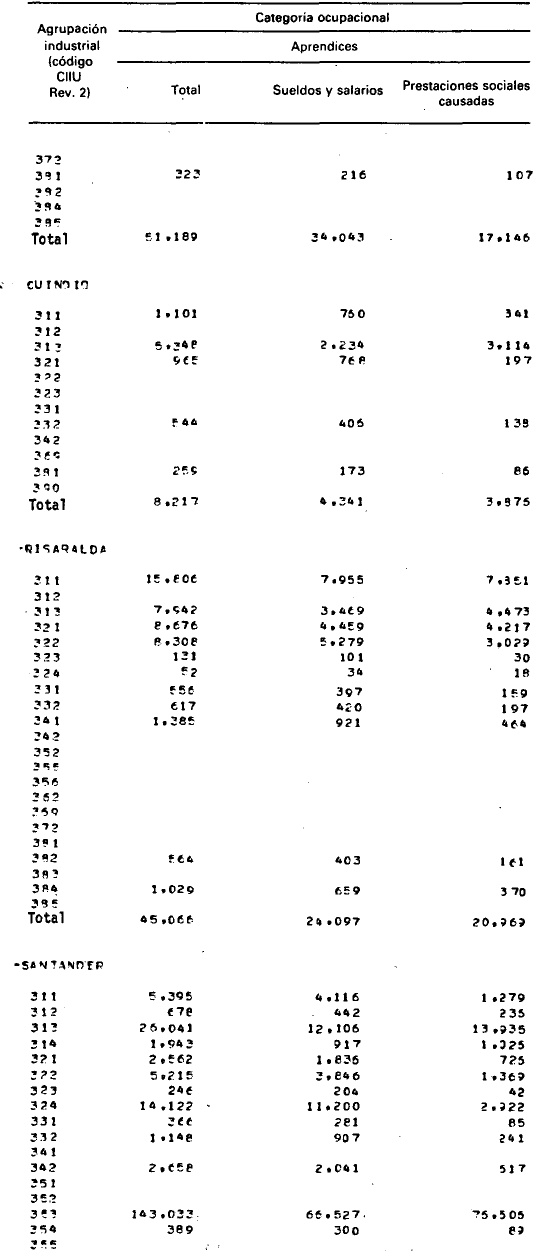 Categoría ocupacional
Agrupación industrial (código CIIU Rev. 2)
Aprendices
Total Sueldos y salarios Prestaciones sociales causadas
372
381 323 216 107
382
384
385
Total 51.189 34.043 17.146
CUINDIO
311 1.101 760 341
312
313 5.348 2.234 3.114
321 965 768 197
322
323
331
332 544 406 138
342
369
381 259 173 86
390
Total 8.217 4.341 3.876
-RISARALDA
311 15.806 7.955 7.851
312
313 7.942 3.469 4.473
321 8.676 4.459 4.217
322 8.308 5.279 3.029
323 131 101 30
324 52 34 18
331 556 397 159
332 617 420 197
341 1.385 921 464
342
352
355
356
362
369
372
381
382 564 403 161
383
384 1.029 659 370
385
Total 45.066 24.097 20.969
-SANTANDER
311 5.395 4.116 1.279
312 678 442 235
313 26.041 12.106 13.935
314 1.943 917 1.025
321 2.562 1.836 725
322 5.215 3.846 1.369
323 246 204 42
324 14.122 11.200 2.922
331 366 281 85
332 1.148 907 241
341
342 2.658 2.041 517
351
352
353 143.033 66.527 76.505
354 389 300 89
355